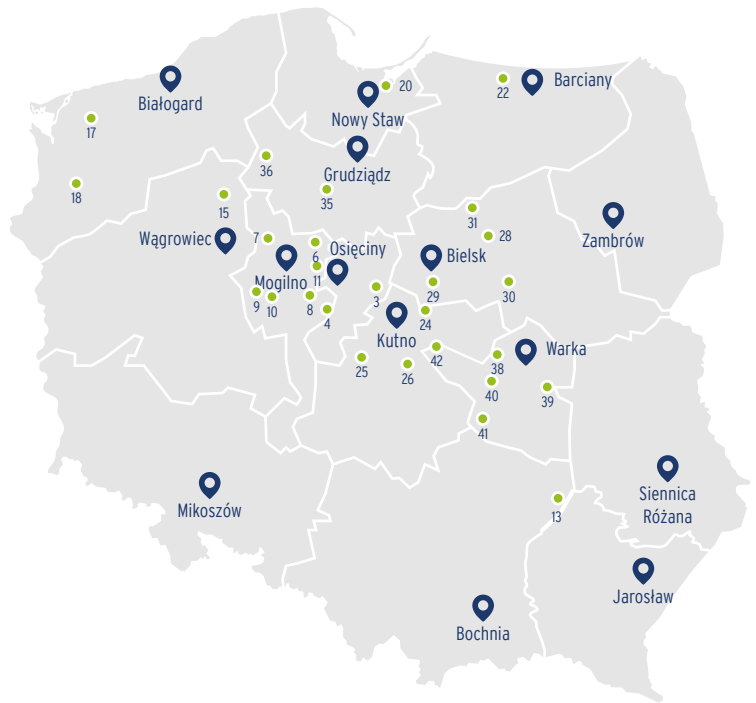 20
Barciany
22
Białogard
Nowy Staw
17
36
Grudziądz
18
35
15
31
28
Wągrowiec
7
6
Osięciny
Zambrów
Bielsk
11
Mogilno
9
10
8
4
3
29
30
24
Kutno
42
38
Warka
25
26
40
39
41
Mikoszów
Siennica
Różana
13
Jarosław
Bochnia